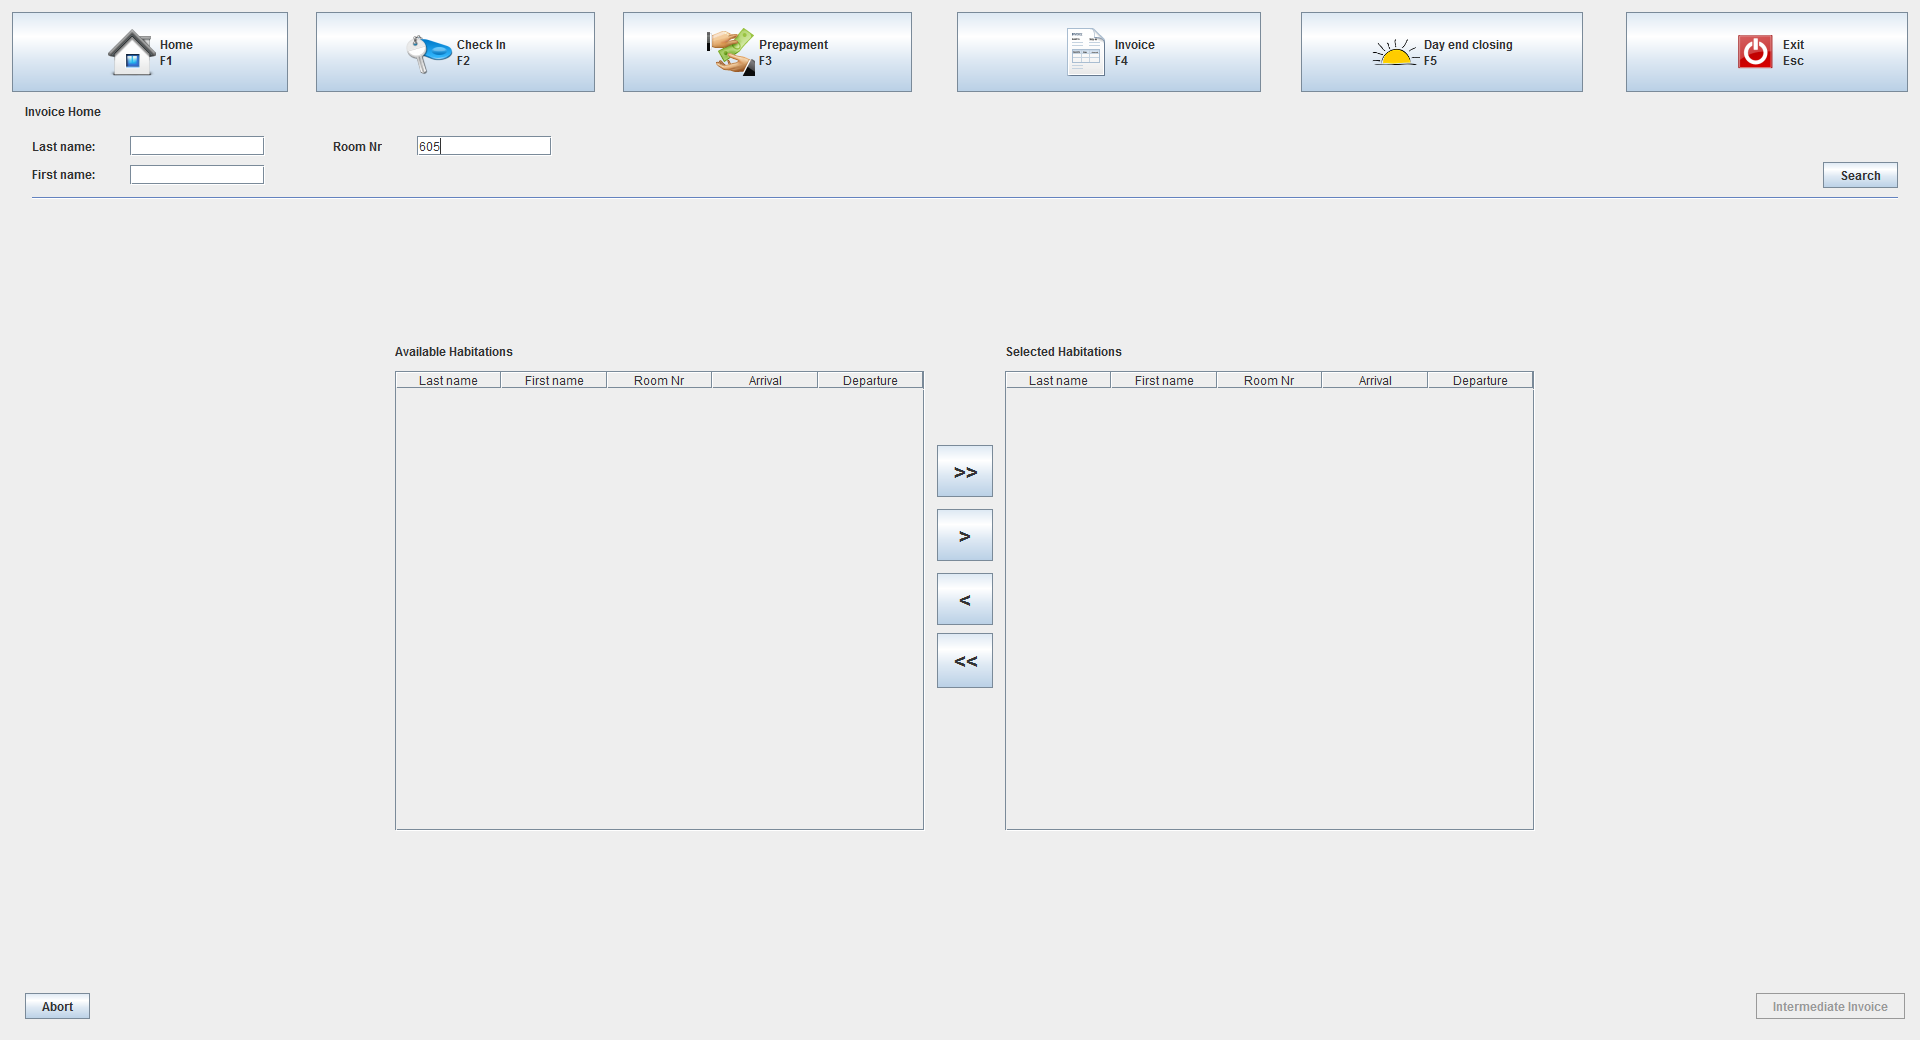 Home
F1
Check In
F2
Prepayment
F3
Invoice
F4
Day end closing
F5
Exit
Esc
Invoice Home
Last name:
Room Nr
605
First name:
Search
Available Habitations
Selected Habitations
Last name First name Room Nr Arrival Departure
Last name First name Room Nr Arrival Departure
>>
>
<
<<
Abort
Intermediate Invoice